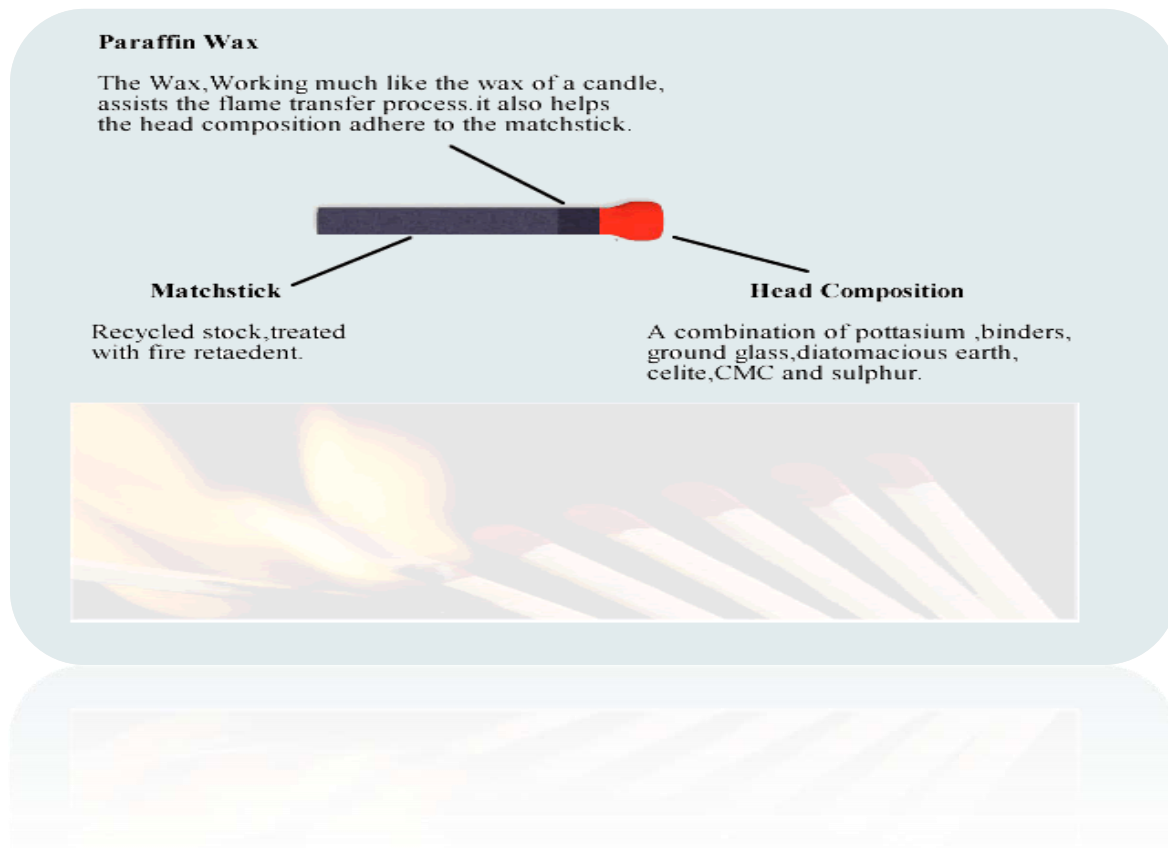 Paraffin Wax
The Wax,Working much like the wax of a candle,
assists the flame transfer process.it also helps
the head composition adhere to the matchstick.
Matchstick
Recycled stock,treated
with fire retaedent.
Head Composition
A combination of pottasium ,binders,
ground glass,diatomacious earth,
celite,CMC and sulphur.